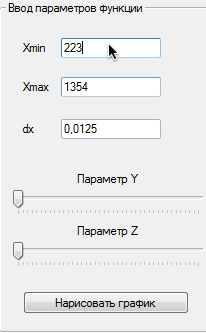 Ввод параметров функции
Xmin 223
Xmax 1354
dx 0,0125
Параметр Y
Параметр Z
Нарисовать график